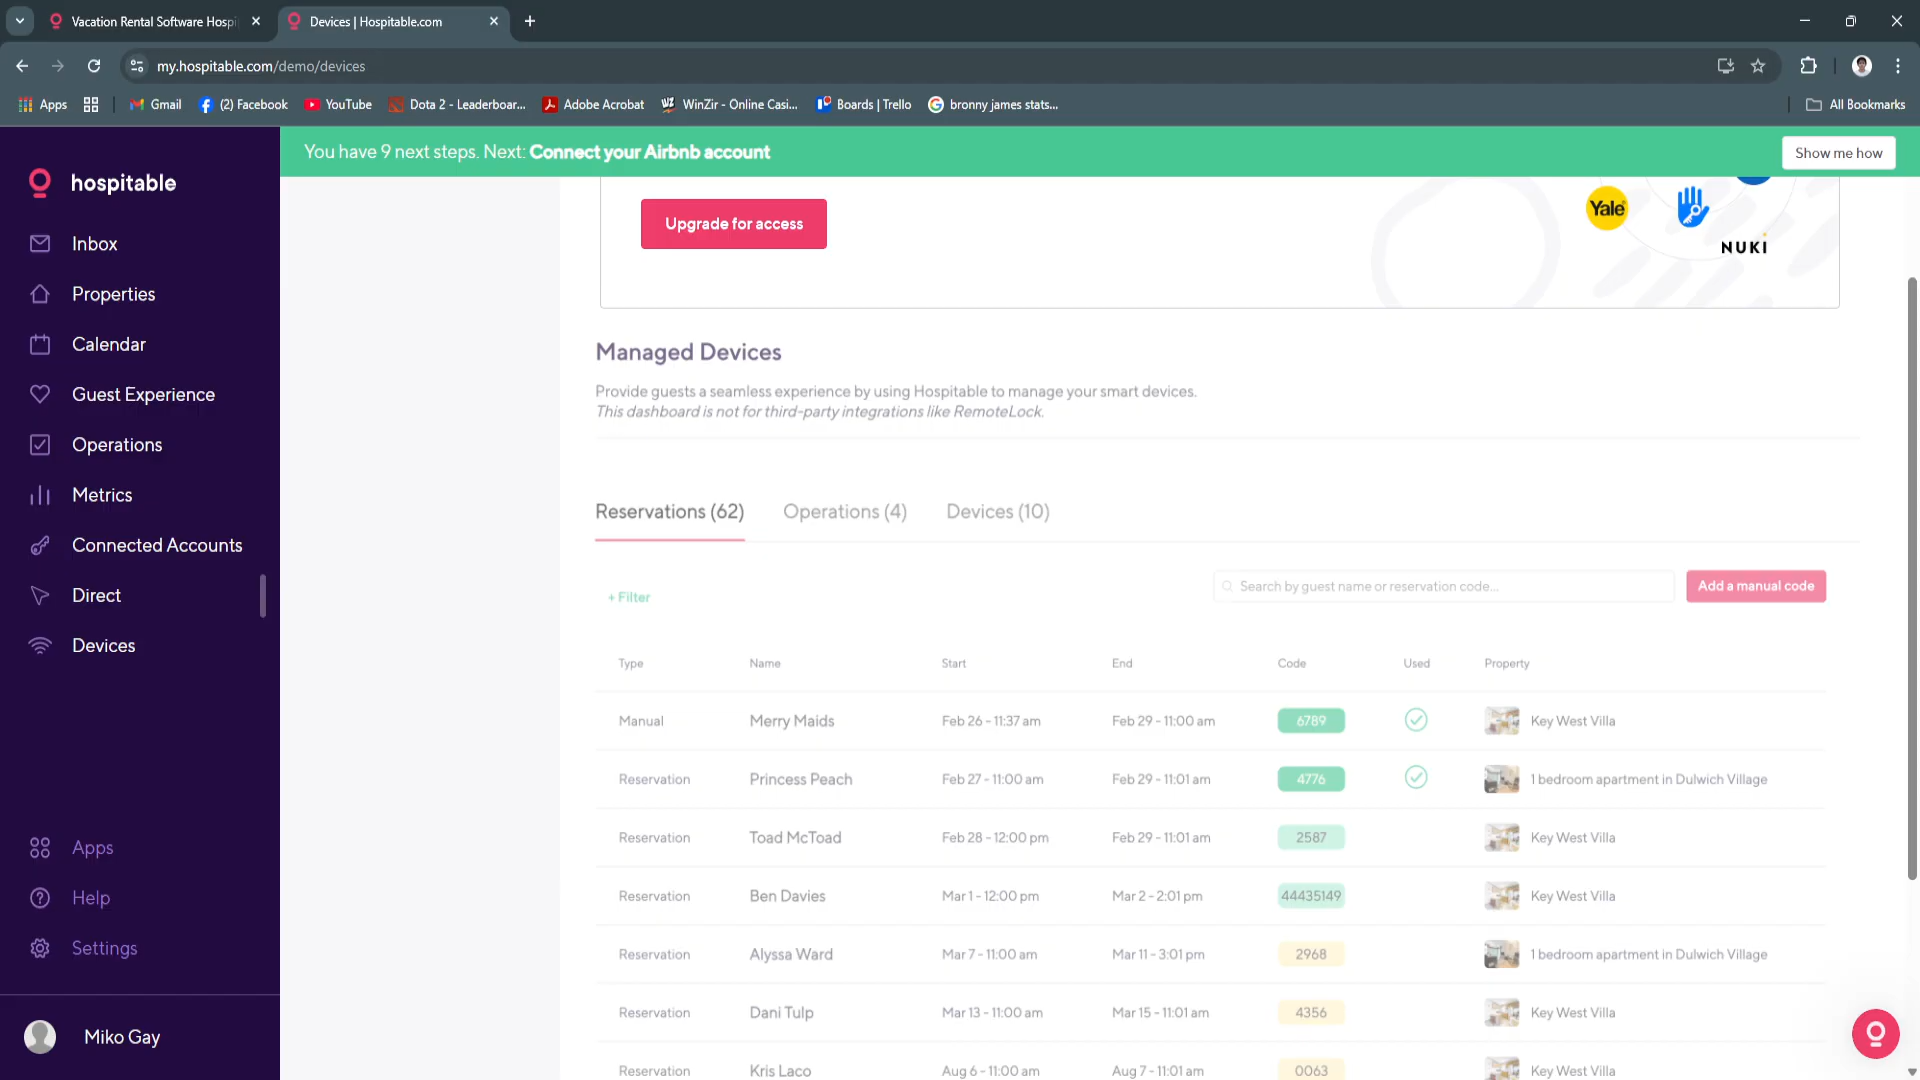 Vacation Rental Software Hospi
Devices | Hospitable.com
my.hospitable.com/demo/devices
Apps
Gmail
(2) Facebook
YouTube
Dota 2 - Leaderboar...
Adobe Acrobat
WinZir - Online Casi...
Boards | Trello
bronny james stats...
All Bookmarks
You have 9 next steps. Next: Connect your Airbnb account
Show me how
hospitable
Inbox
Properties
Calendar
Guest Experience
Operations
Metrics
Connected Accounts
Direct
Devices
Apps
Help
Settings
Miko Gay
Upgrade for access
Yale
NUKI
Managed Devices
Provide guests a seamless experience by using Hospitable to manage your smart devices.
This dashboard is not for third-party integrations like RemoteLock.
Reservations (62) Operations (4) Devices (10)
+ Filter
Search by guest name or reservation code...
Add a manual code
Type Name Start End Code Used Property
Manual Merry Maids Feb 26 - 11:37 am Feb 29 - 11:00 am 6789 Key West Villa
Reservation Princess Peach Feb 27 - 11:00 am Feb 29 - 11:01 am 4776 1 bedroom apartment in Dulwich Village
Reservation Toad McToad Feb 28 - 12:00 pm Feb 29 - 11:01 am 2587 Key West Villa
Reservation Ben Davies Mar 1 - 12:00 pm Mar 2 - 2:01 pm 44435149 Key West Villa
Reservation Alyssa Ward Mar 7 - 11:00 am Mar 11 - 3:01 pm 2968 1 bedroom apartment in Dulwich Village
Reservation Dani Tulp Mar 13 - 11:00 am Mar 15 - 11:01 am 4356 Key West Villa
Reservation Kris Laco Aug 6 - 11:00 am Aug 7 - 11:01 am 0063 Key West Villa